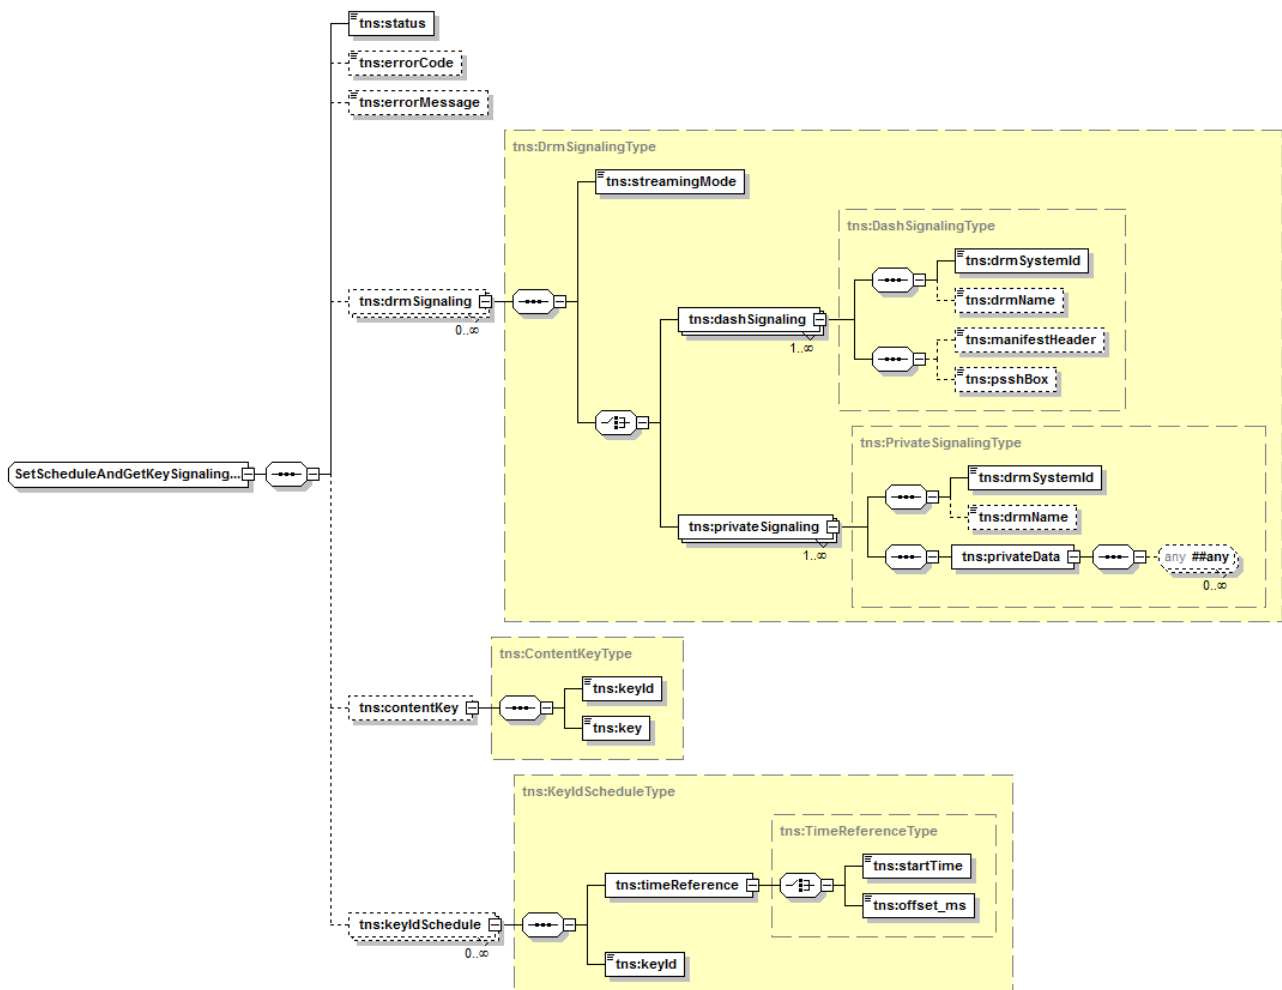 tns:status
tns:errorCode
tns:errorMessage
tns:DrmSignalingType
tns:streamingMode
tns:DashSignalingType
tns:drmSystemId
tns:drmSignaling
0..∞
tns:drmName
tns:dashSignaling
1..∞
tns:manifestHeader
tns:psshBox
tns:PrivateSignalingType
SetScheduleAndGetKeySignaling...
tns:drmSystemId
tns:drmName
tns:privateSignaling
1..∞
tns:privateData
any ##any
0..∞
tns:ContentKeyType
tns:keyId
tns:contentKey
tns:key
tns:KeyIdScheduleType
tns:TimeReferenceType
tns:startTime
tns:timeReference
tns:offset_ms
tns:keyIdSchedule
0..∞
tns:keyId